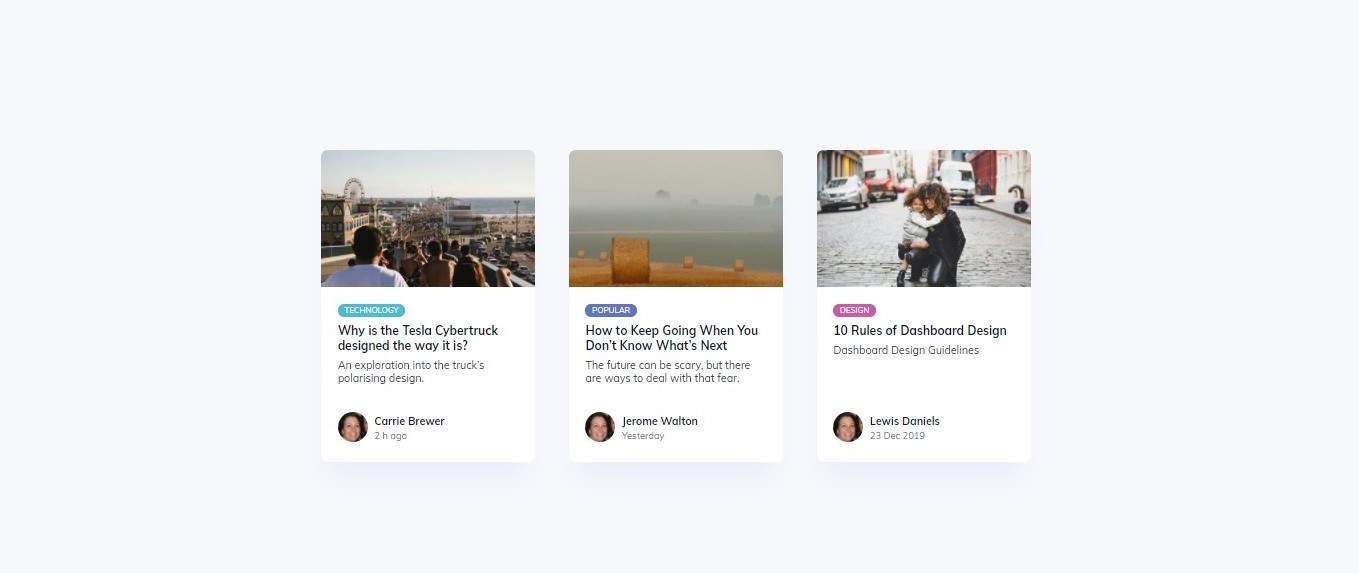 TECHNOLOGY
Why is the Tesla Cybertruck
designed the way it is?
An exploration into the truck's
polarising design.
Carrie Brewer
2 h ago
POPULAR
How to Keep Going When You
Don't Know What's Next
The future can be scary, but there
are ways to deal with that fear.
Jerome Walton
Yesterday
DESIGN
10 Rules of Dashboard Design
Dashboard Design Guidelines
Lewis Daniels
23 Dec 2019